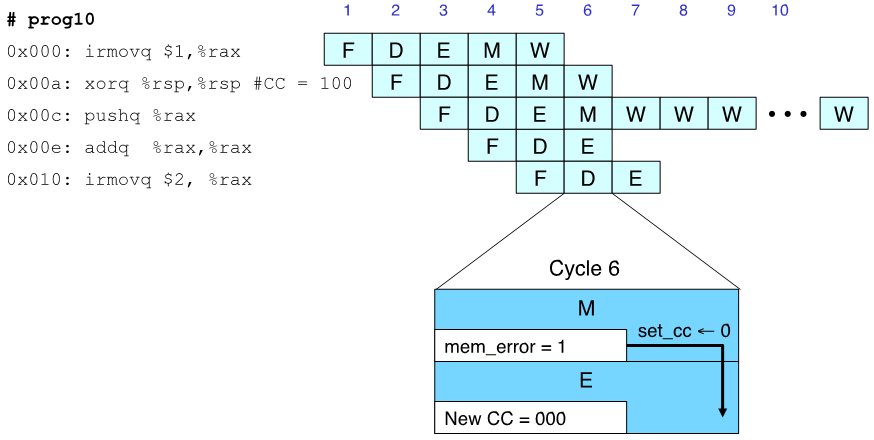 1 2 3 4 5 6 7 8 9 10
# prog10
0x000: irmovq $1,%rax F D E M W
0x00a: xorq %rsp,%rsp #CC = 100 F D E M W
0x00c: pushq %rax F D E M W W W ••• W
0x00e: addq %rax,%rax F D E
0x010: irmovq $2, %rax F D E
Cycle 6
M
set_cc ← 0
mem_error = 1
E
New CC = 000